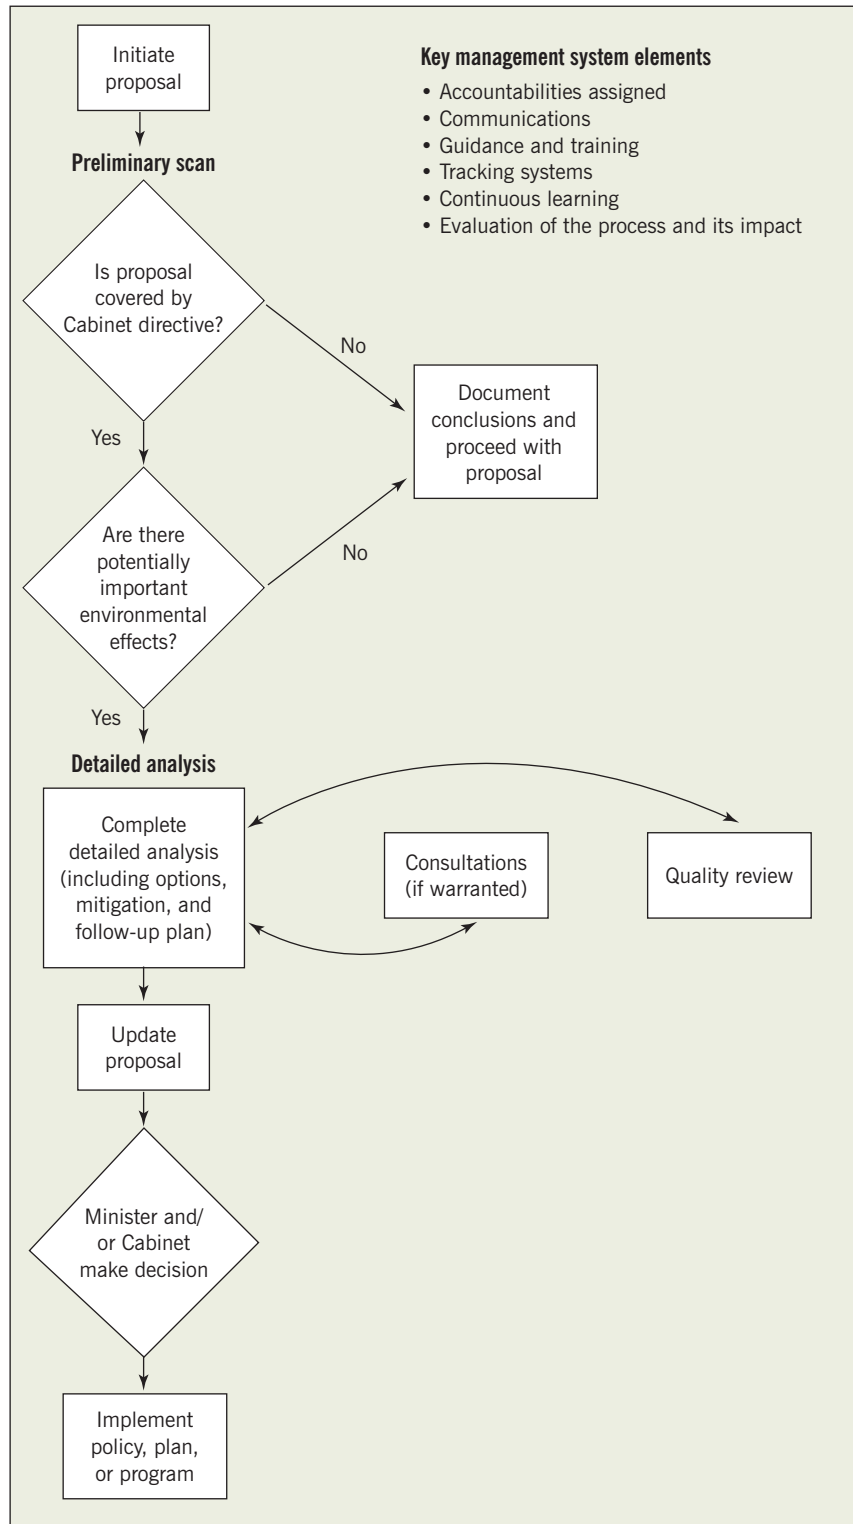 Initiate
proposal
Key management system elements
• Accountabilities assigned
• Communications
• Guidance and training
• Tracking systems
• Continuous learning
• Evaluation of the process and its impact
Preliminary scan
Is proposal
covered by
Cabinet directive?
No
Document
conclusions and
proceed with
proposal
Yes
Are there
potentially
important
environmental
effects?
No
Yes
Detailed analysis
Complete
detailed analysis
(including options,
mitigation, and
follow-up plan)
Consultations
(if warranted)
Quality review
Update
proposal
Minister and/
or Cabinet
make decision
Implement
policy, plan,
or program